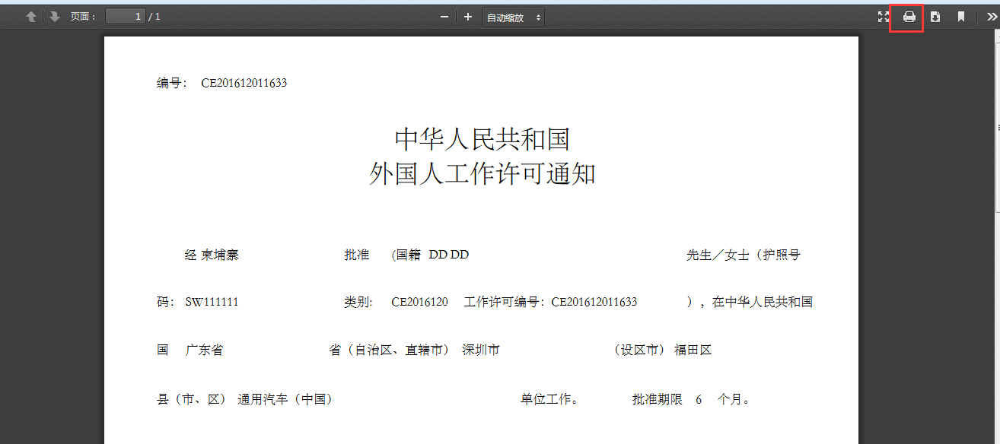 页面： 1 / 1 自动缩放
编号： CE201612011633
中华人民共和国
外国人工作许可通知
经 柬埔寨 批准 (国籍 DD DD 先生／女士（护照号
码： SW111111 类别: CE2016120 工作许可编号：CE201612011633 ），在中华人民共和国
国 广东省 省（自治区、直辖市） 深圳市 （设区市） 福田区
县（市、区） 通用汽车（中国） 单位工作。 批准期限 6 个月。